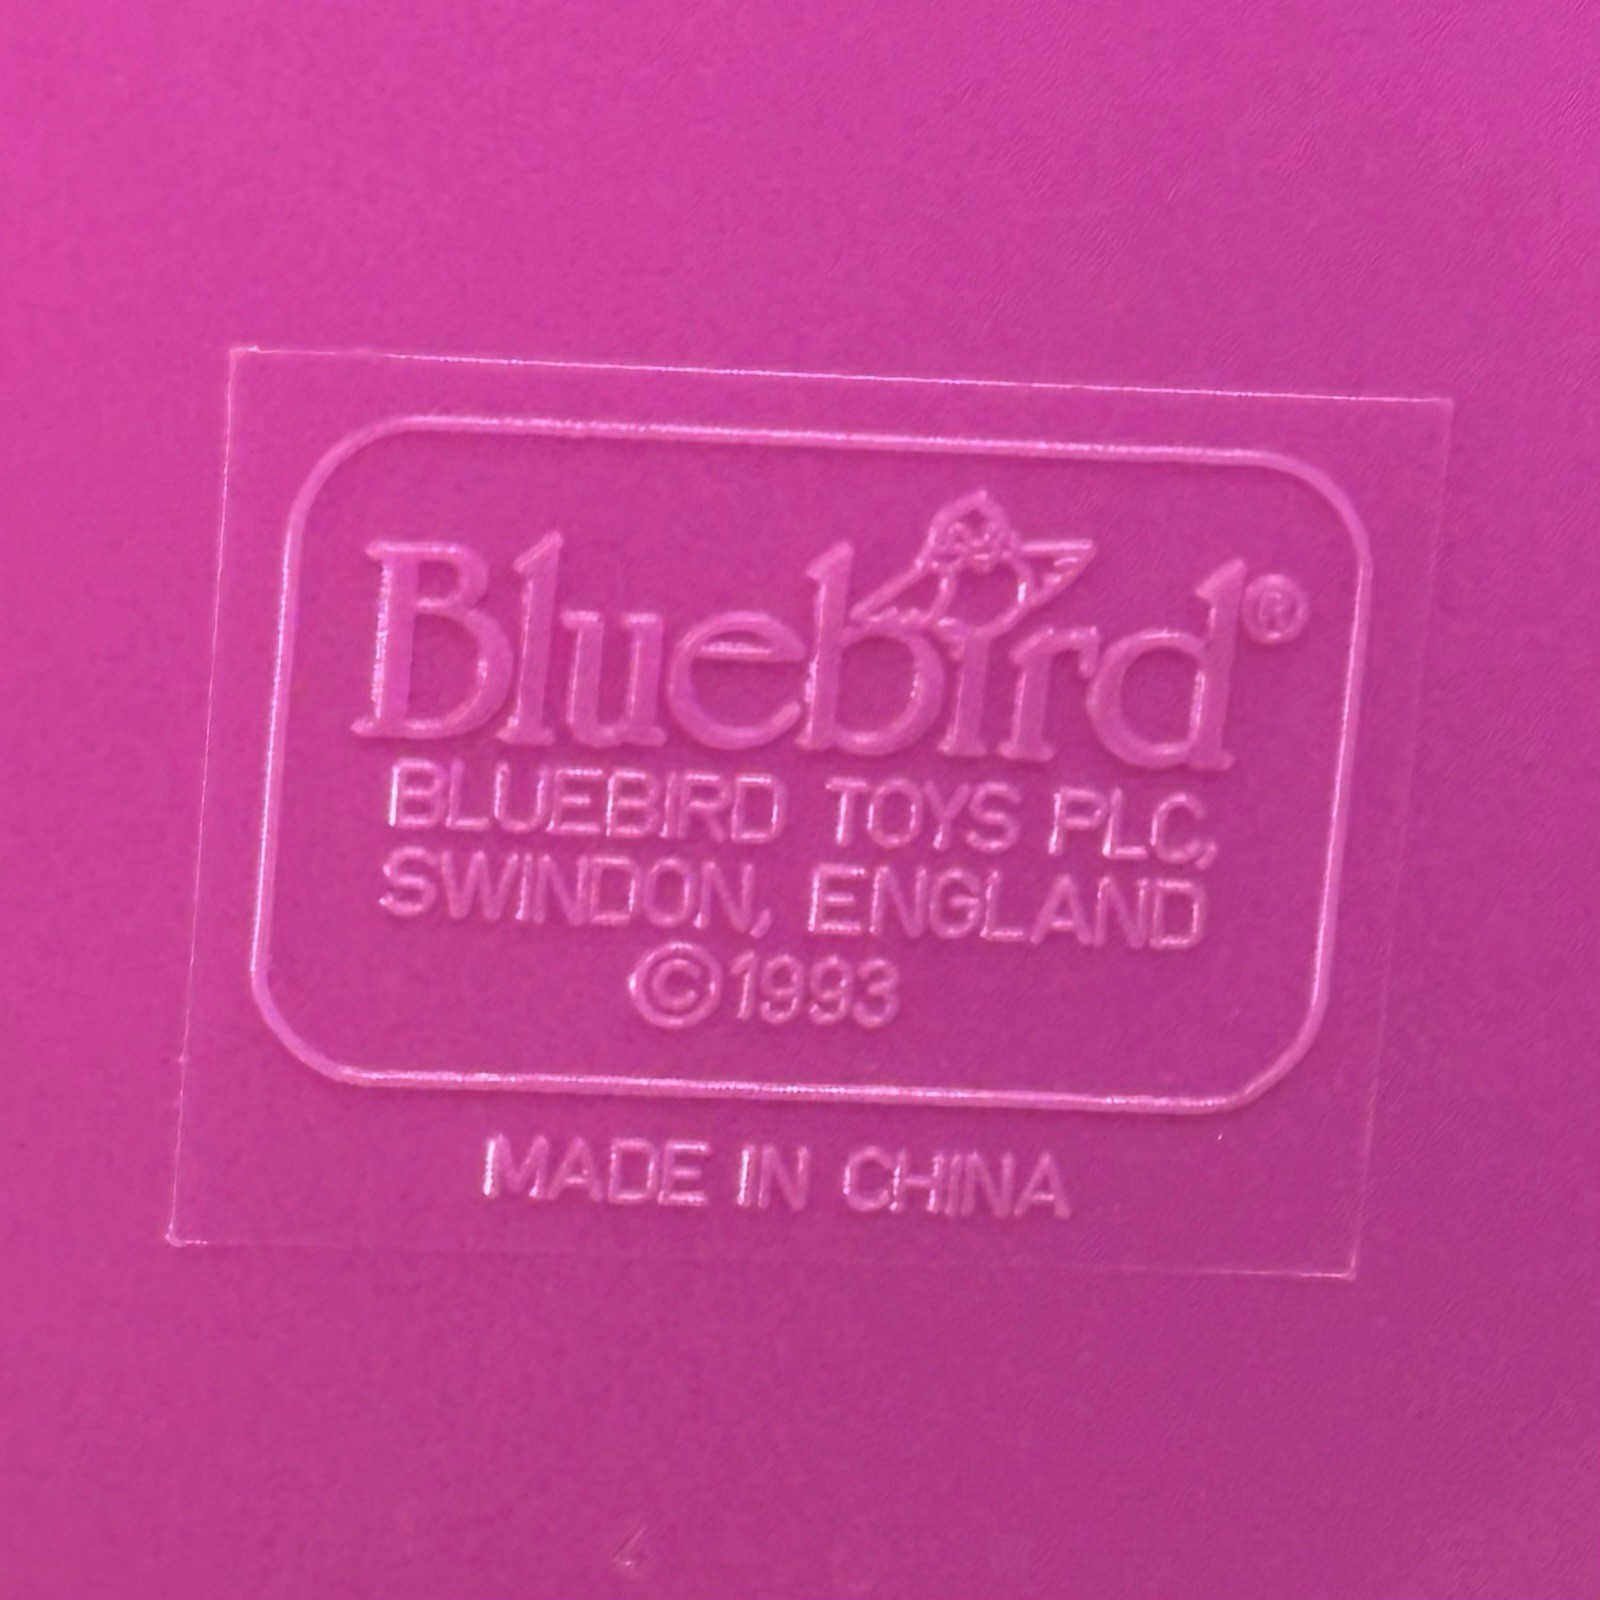 Bluebird®
BLUEBIRD TOYS PLC,
SWINDON, ENGLAND
©1993
MADE IN CHINA